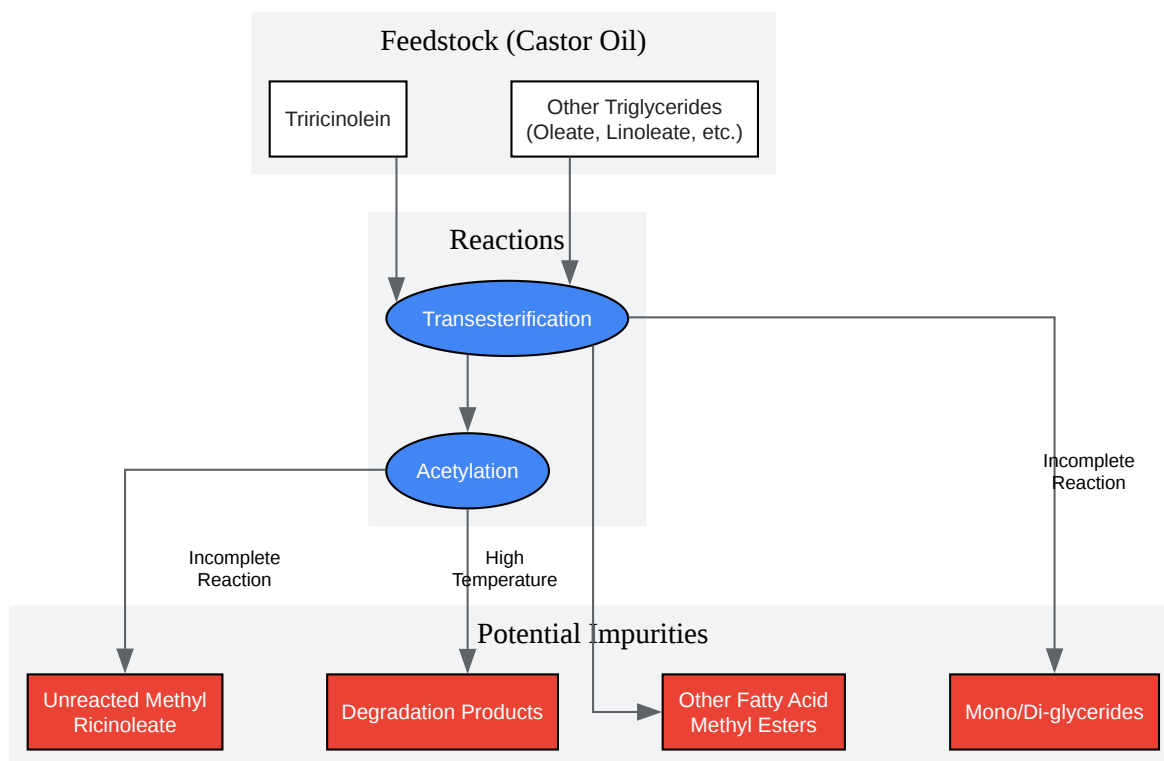 Feedstock (Castor Oil)
Triricinolein
Other Triglycerides
(Oleate, Linoleate, etc.)
Reactions
Transesterification
Acetylation
Incomplete
Reaction
Incomplete
Reaction
High
Temperature
Potential Impurities
Unreacted Methyl
Ricinoleate
Degradation Products
Other Fatty Acid
Methyl Esters
Mono/Di-glycerides